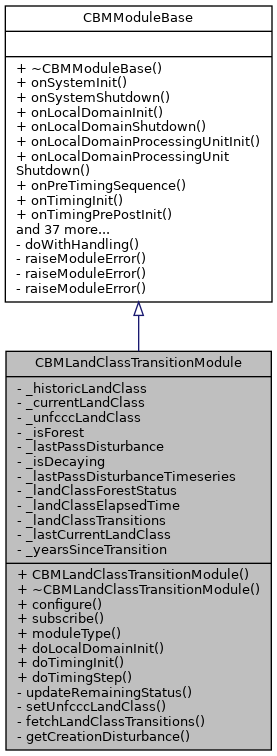 CBMModuleBase
+ ~CBMModuleBase()
+ onSystemInit()
+ onSystemShutdown()
+ onLocalDomainInit()
+ onLocalDomainShutdown()
+ onLocalDomainProcessingUnitInit()
+ onLocalDomainProcessingUnit
Shutdown()
+ onPreTimingSequence()
+ onTimingInit()
+ onTimingPrePostInit()
and 37 more...
- doWithHandling()
- raiseModuleError()
- raiseModuleError()
- raiseModuleError()
CBMLandClassTransitionModule
- _historicLandClass
- _currentLandClass
- _unfcccLandClass
- _isForest
- _lastPassDisturbance
- _isDecaying
- _lastPassDisturbanceTimeseries
- _landClassForestStatus
- _landClassElapsedTime
- _landClassTransitions
- _lastCurrentLandClass
- _yearsSinceTransition
+ CBMLandClassTransitionModule()
+ ~CBMLandClassTransitionModule()
+ configure()
+ subscribe()
+ moduleType()
+ doLocalDomainInit()
+ doTimingInit()
+ doTimingStep()
- updateRemainingStatus()
- setUnfcccLandClass()
- fetchLandClassTransitions()
- getCreationDisturbance()